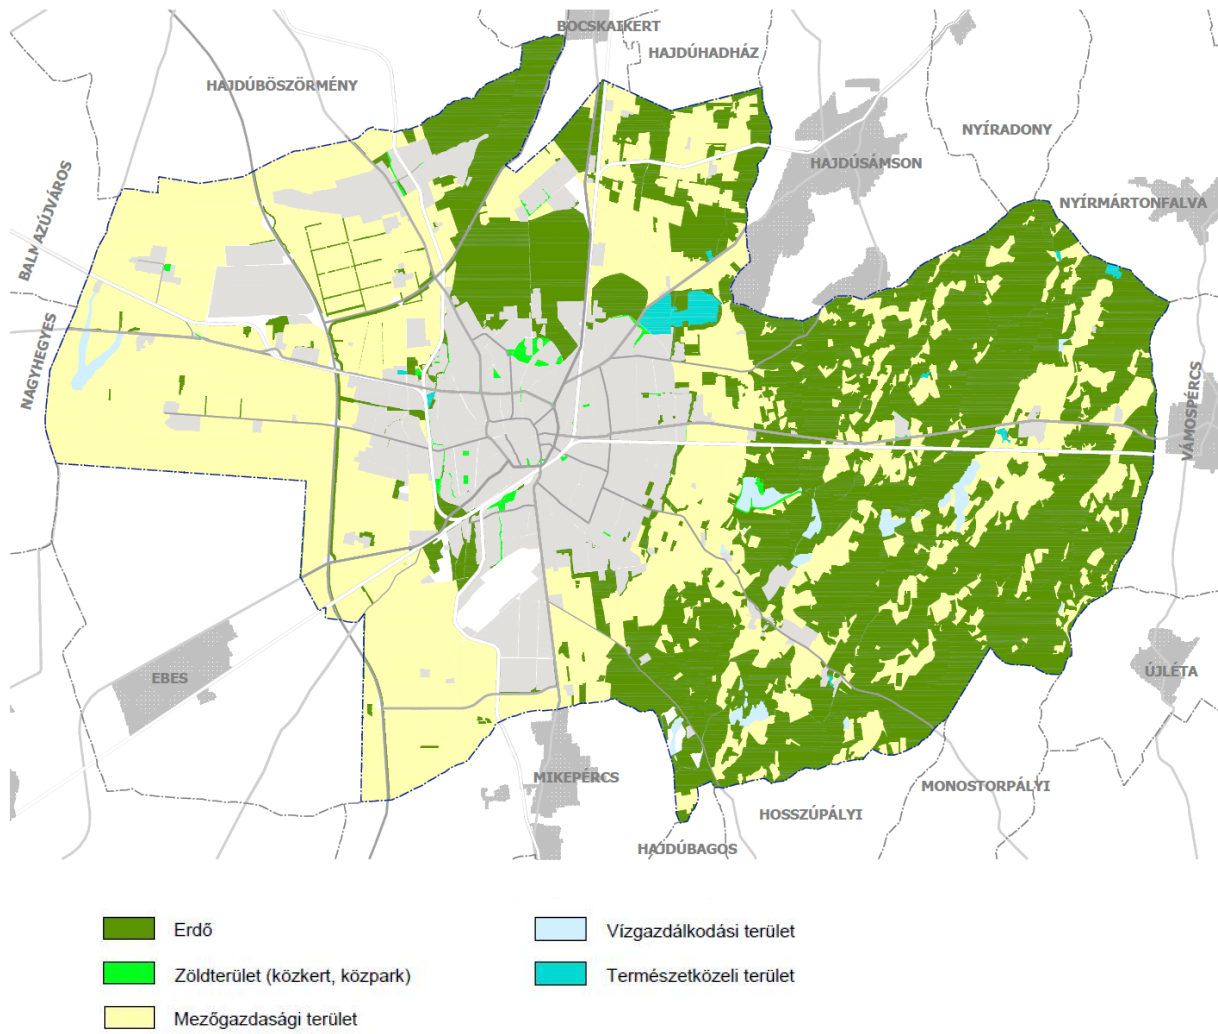 BOCSKAIKERT
HAJDÚHADHÁZ
HAJDÚBÖSZÖRMÉNY
NYÍRADONY
HAJDÚSÁMSON
NYÍRMÁRTONFALVA
BALMAZÚJVÁROS
NAGYHEGYES
VÁMOSPÉRCS
EBES
ÚJLÉTA
MIKEPÉRCS
MONOSTORPÁLYI
HOSSZÚPÁLYI
HAJDÚBAGOS
Erdő
Vízgazdálkodási terület
Zöldterület (közkert, közpark)
Természetközeli terület
Mezőgazdasági terület